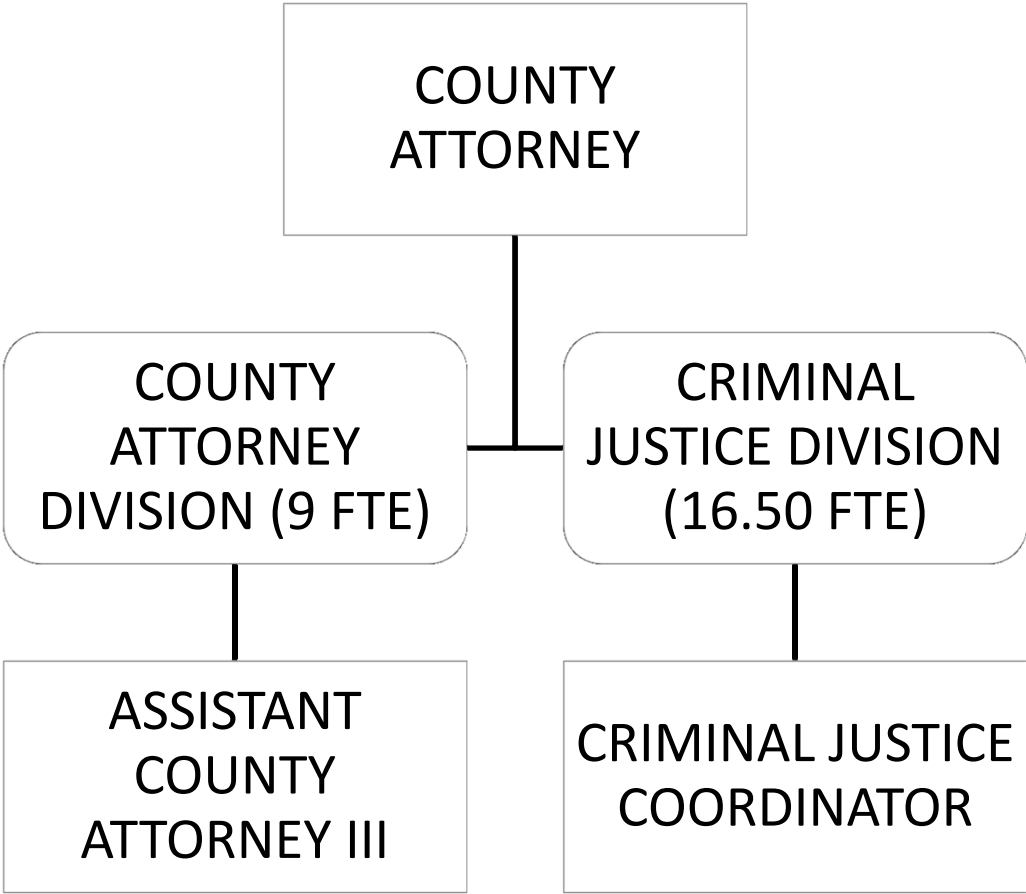 COUNTY
ATTORNEY
COUNTY
ATTORNEY
DIVISION (9 FTE)
CRIMINAL
JUSTICE DIVISION
(16.50 FTE)
ASSISTANT
COUNTY
ATTORNEY III
CRIMINAL JUSTICE
COORDINATOR